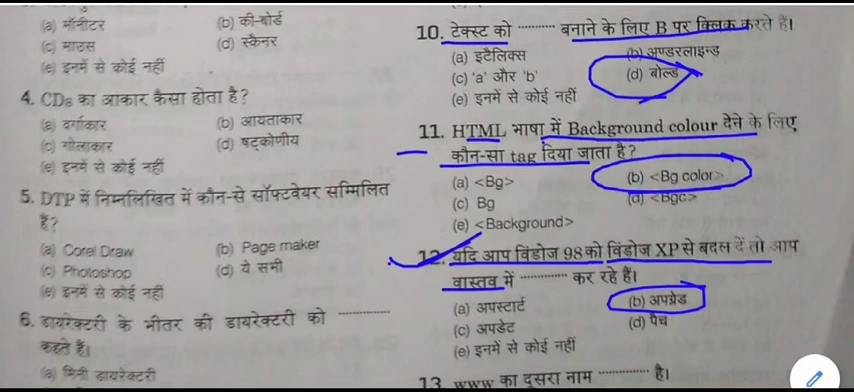 (a) मॉनीटर (b) की-बोर्ड
(c) माउस (d) स्कैनर
(e) इनमें से कोई नहीं
4. CDs का आकार कैसा होता है?
(a) वर्गाकार (b) आयताकार
(c) गोलाकार (d) षट्कोणीय
(e) इनमें से कोई नहीं
5. DTP में निम्नलिखित में कौन-से सॉफ्टवेयर सम्मिलित
हैं?
(a) Corel Draw (b) Page maker
(c) Photoshop (d) ये सभी
(e) इनमें से कोई नहीं
6. डायरेक्टरी के भीतर की डायरेक्टरी को ............
कहते हैं।
(a) मिनी डायरेक्टरी
10. टेक्स्ट को ............ बनाने के लिए B पर क्लिक करते हैं।
(a) इटैलिक्स (b) अण्डरलाइन्ड
(c) 'a' और 'b' (d) बोल्ड
(e) इनमें से कोई नहीं
11. HTML भाषा में Background colour देने के लिए
कौन-सा tag दिया जाता है?
(a) <Bg> (b) <Bg color>
(c) Bg (d) <Bgc>
(e) <Background>
12. यदि आप विंडोज 98 को विंडोज XP से बदल दें तो आप
वास्तव में ............ कर रहे हैं।
(a) अपस्टार्ट (b) अपग्रेड
(c) अपडेट (d) पैच
(e) इनमें से कोई नहीं
13. www का दूसरा नाम ............ है।